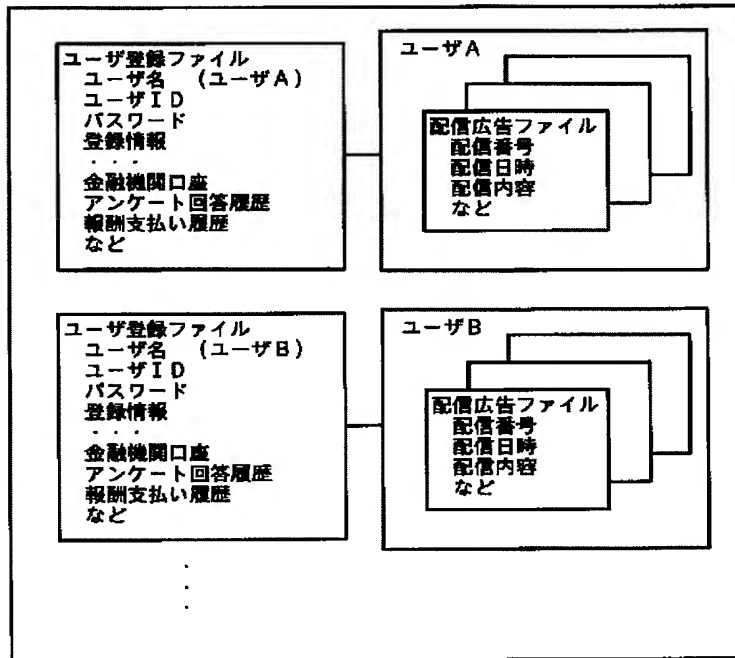 ユーザ登録ファイル
ユーザ名 (ユーザA)
ユーザID
パスワード
登録情報
・・・
金融機関口座
アンケート回答履歴
報酬支払い履歴
など
ユーザA
配信広告ファイル
配信番号
配信日時
配信内容
など
ユーザ登録ファイル
ユーザ名 (ユーザB)
ユーザID
パスワード
登録情報
・・・
金融機関口座
アンケート回答履歴
報酬支払い履歴
など
ユーザB
配信広告ファイル
配信番号
配信日時
配信内容
など
・
・
・